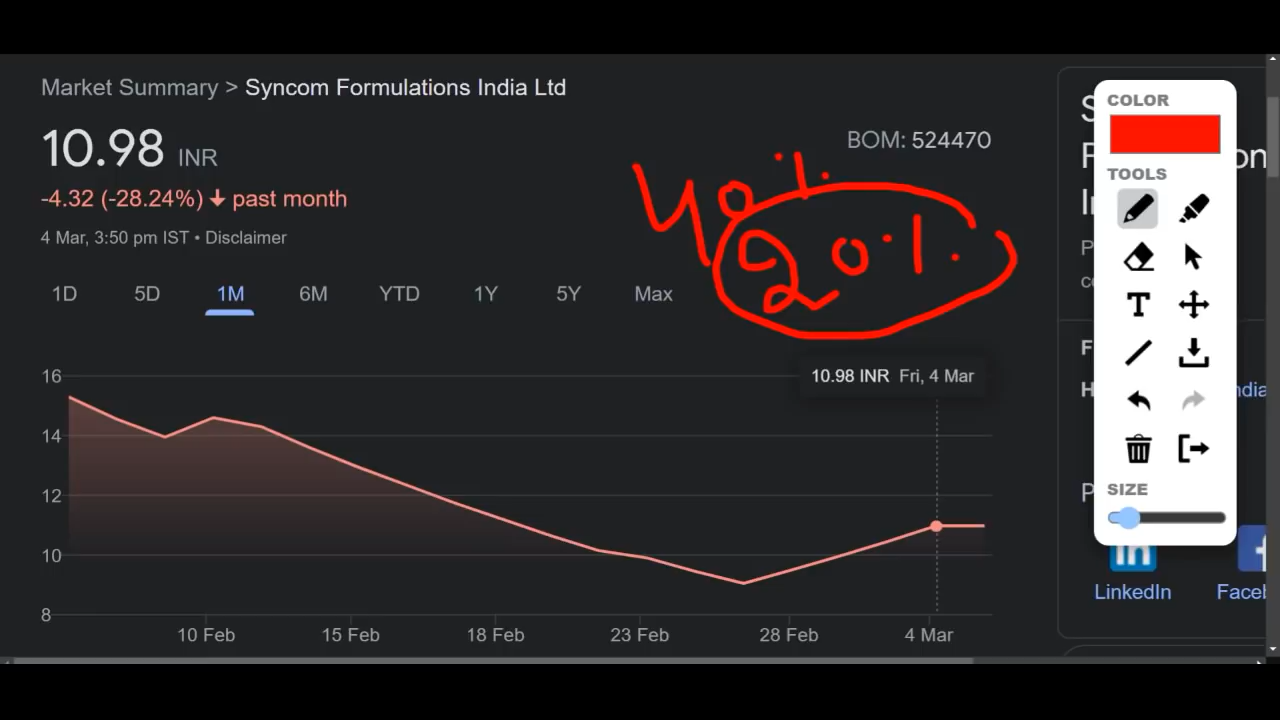 Market Summary > Syncom Formulations India Ltd
10.98 INR
BOM: 524470
-4.32 (-28.24%) ↓ past month
4 Mar, 3:50 pm IST • Disclaimer
40%
20%
1D 5D 1M 6M YTD 1Y 5Y Max
10.98 INR Fri, 4 Mar
16
14
12
10
8
10 Feb 15 Feb 18 Feb 23 Feb 28 Feb 4 Mar
COLOR
TOOLS
T
SIZE
in
LinkedIn